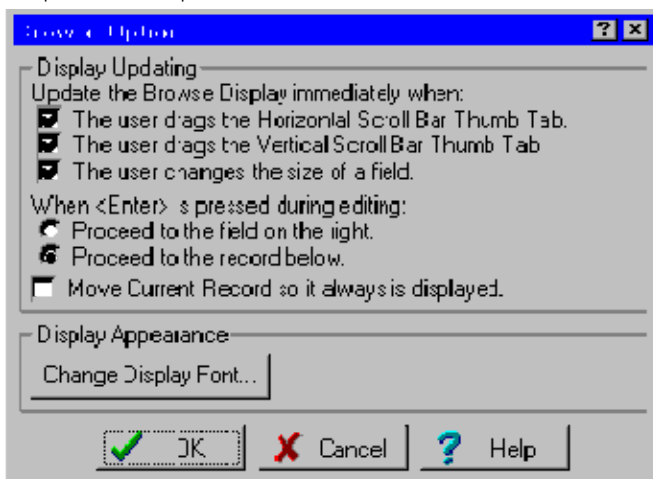 Display Updating
Update the Browse Display immediately when:
The user drags the Horizontal Scroll Bar Thumb Tab.
The user drags the Vertical Scroll Bar Thumb Tab
The user changes the size of a field.
When <Enter> is pressed during editing:
Proceed to the field on the right.
Proceed to the record below.
Move Current Record so it always is displayed.
Display Appearance
Change Display Font...
OK Cancel Help